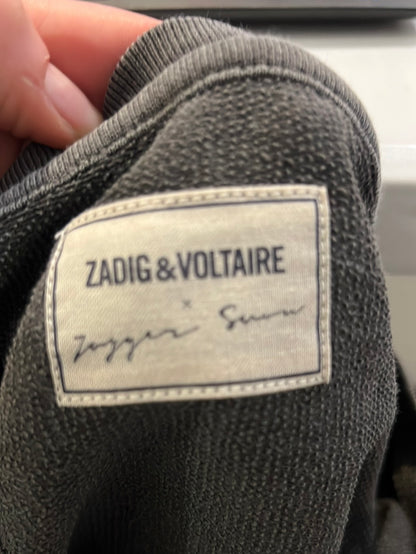 ZADIG & VOLTAIRE
×
Jagger Snow